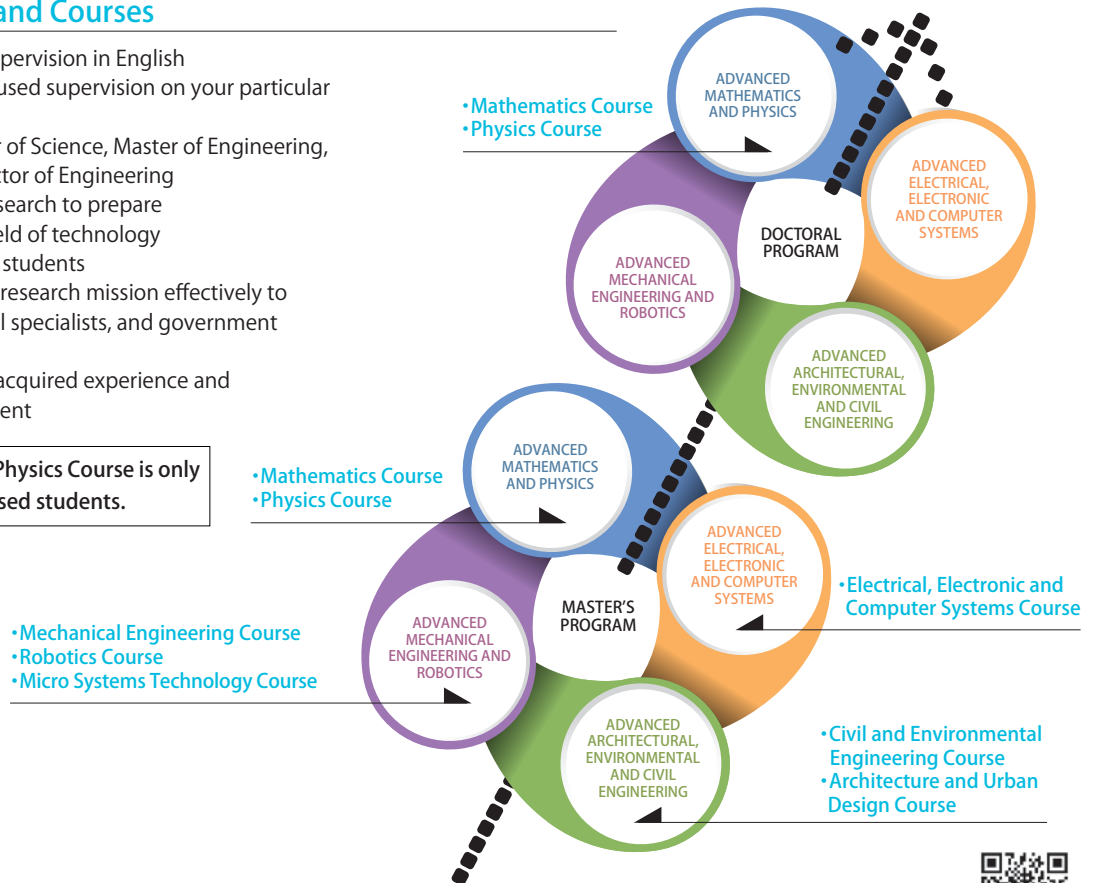 and Courses
pervision in English
used supervision on your particular
r of Science, Master of Engineering,
ctor of Engineering
search to prepare
eld of technology
students
research mission effectively to
l specialists, and government
acquired experience and
ent
Physics Course is only
sed students.
•Mathematics Course
•Physics Course
ADVANCED
MATHEMATICS
AND PHYSICS
ADVANCED
ELECTRICAL,
ELECTRONIC
AND COMPUTER
SYSTEMS
DOCTORAL
PROGRAM
ADVANCED
MECHANICAL
ENGINEERING AND
ROBOTICS
ADVANCED
ARCHITECTURAL,
ENVIRONMENTAL
AND CIVIL
ENGINEERING
•Mathematics Course
•Physics Course
ADVANCED
MATHEMATICS
AND PHYSICS
ADVANCED
ELECTRICAL,
ELECTRONIC
AND COMPUTER
SYSTEMS
•Electrical, Electronic and
Computer Systems Course
MASTER'S
PROGRAM
•Mechanical Engineering Course
•Robotics Course
•Micro Systems Technology Course
ADVANCED
MECHANICAL
ENGINEERING AND
ROBOTICS
ADVANCED
ARCHITECTURAL,
ENVIRONMENTAL
AND CIVIL
ENGINEERING
•Civil and Environmental
Engineering Course
•Architecture and Urban
Design Course